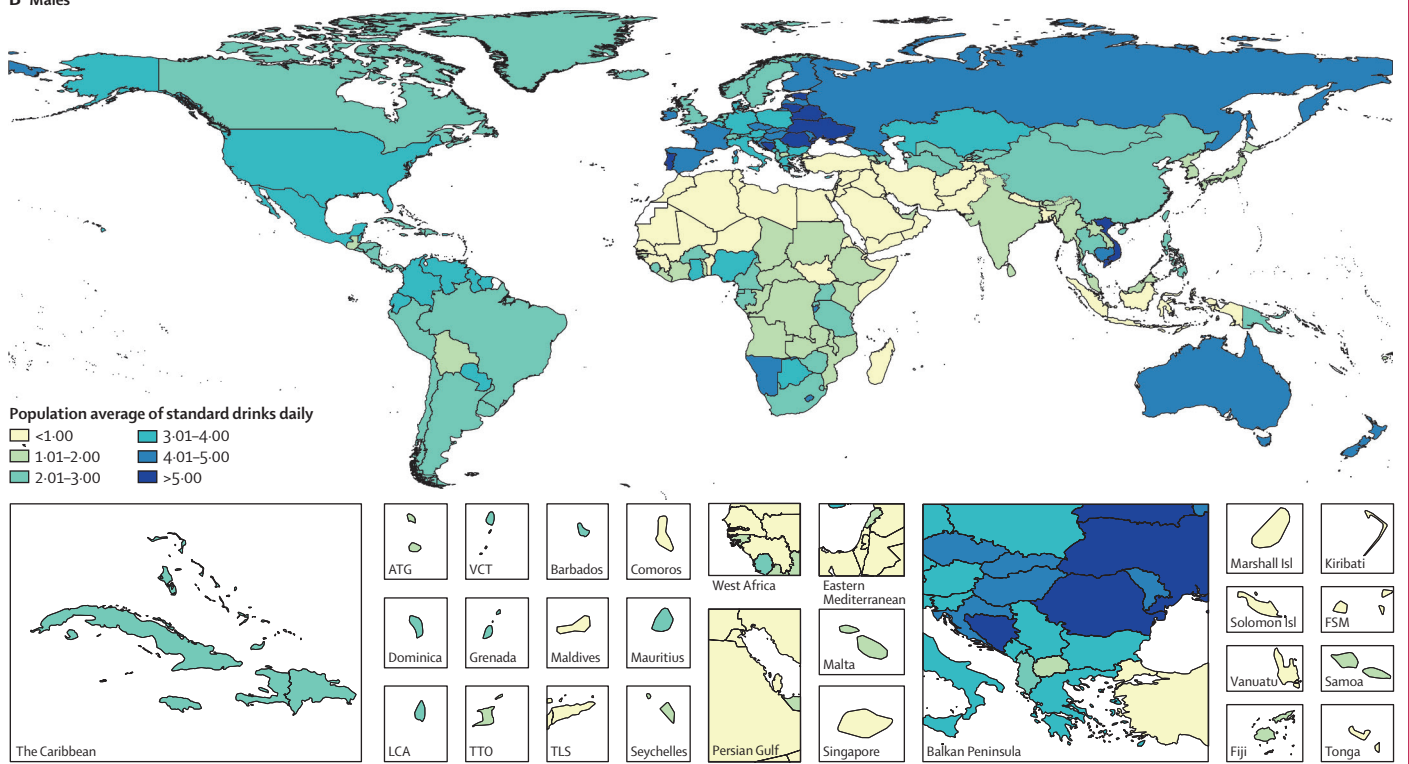 B Males
Population average of standard drinks daily
<1·00
1·01–2·00
2·01–3·00
3·01–4·00
4·01–5·00
>5·00
The Caribbean
ATG
VCT
Barbados
Comoros
Dominica
Grenada
Maldives
Mauritius
LCA
TTO
TLS
Seychelles
West Africa
Eastern
Mediterranean
Persian Gulf
Malta
Singapore
Balkan Peninsula
Marshall Isl
Kiribati
Solomon Isl
FSM
Vanuatu
Samoa
Fiji
Tonga